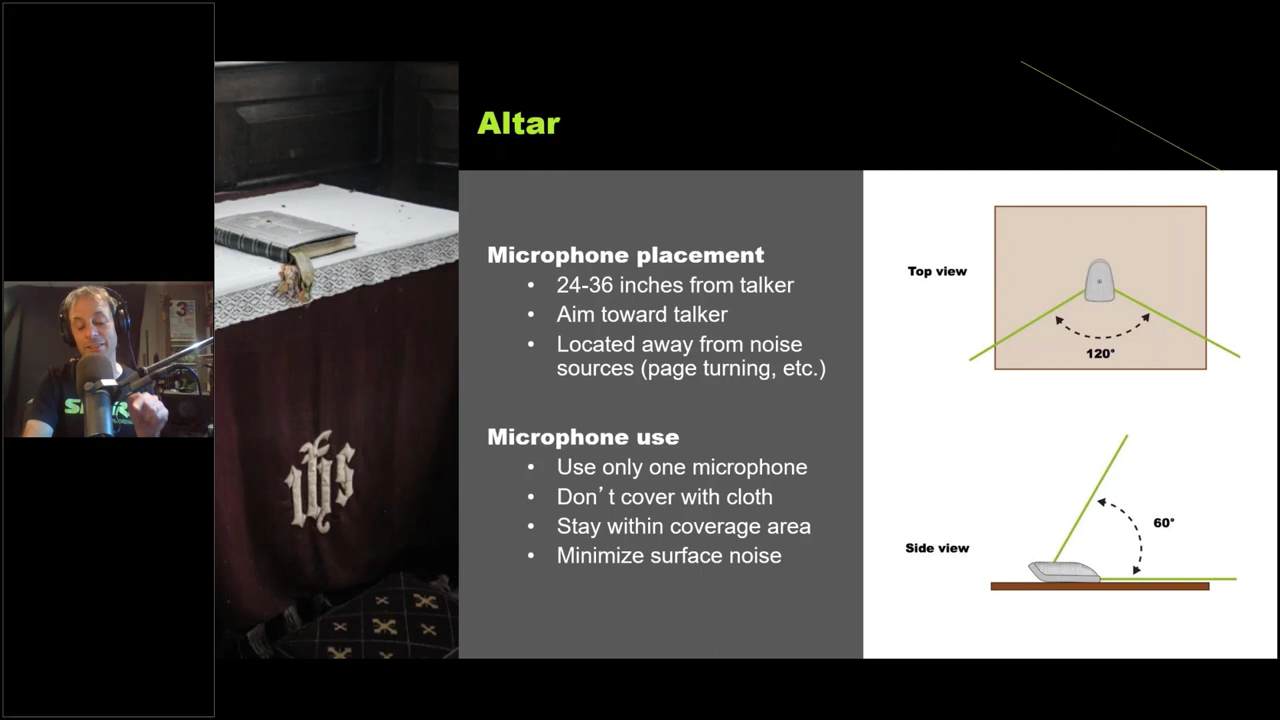 Altar
Microphone placement
• 24-36 inches from talker
• Aim toward talker
• Located away from noise
sources (page turning, etc.)
Microphone use
• Use only one microphone
• Don’t cover with cloth
• Stay within coverage area
• Minimize surface noise
Top view
120°
Side view
60°
ihs
3